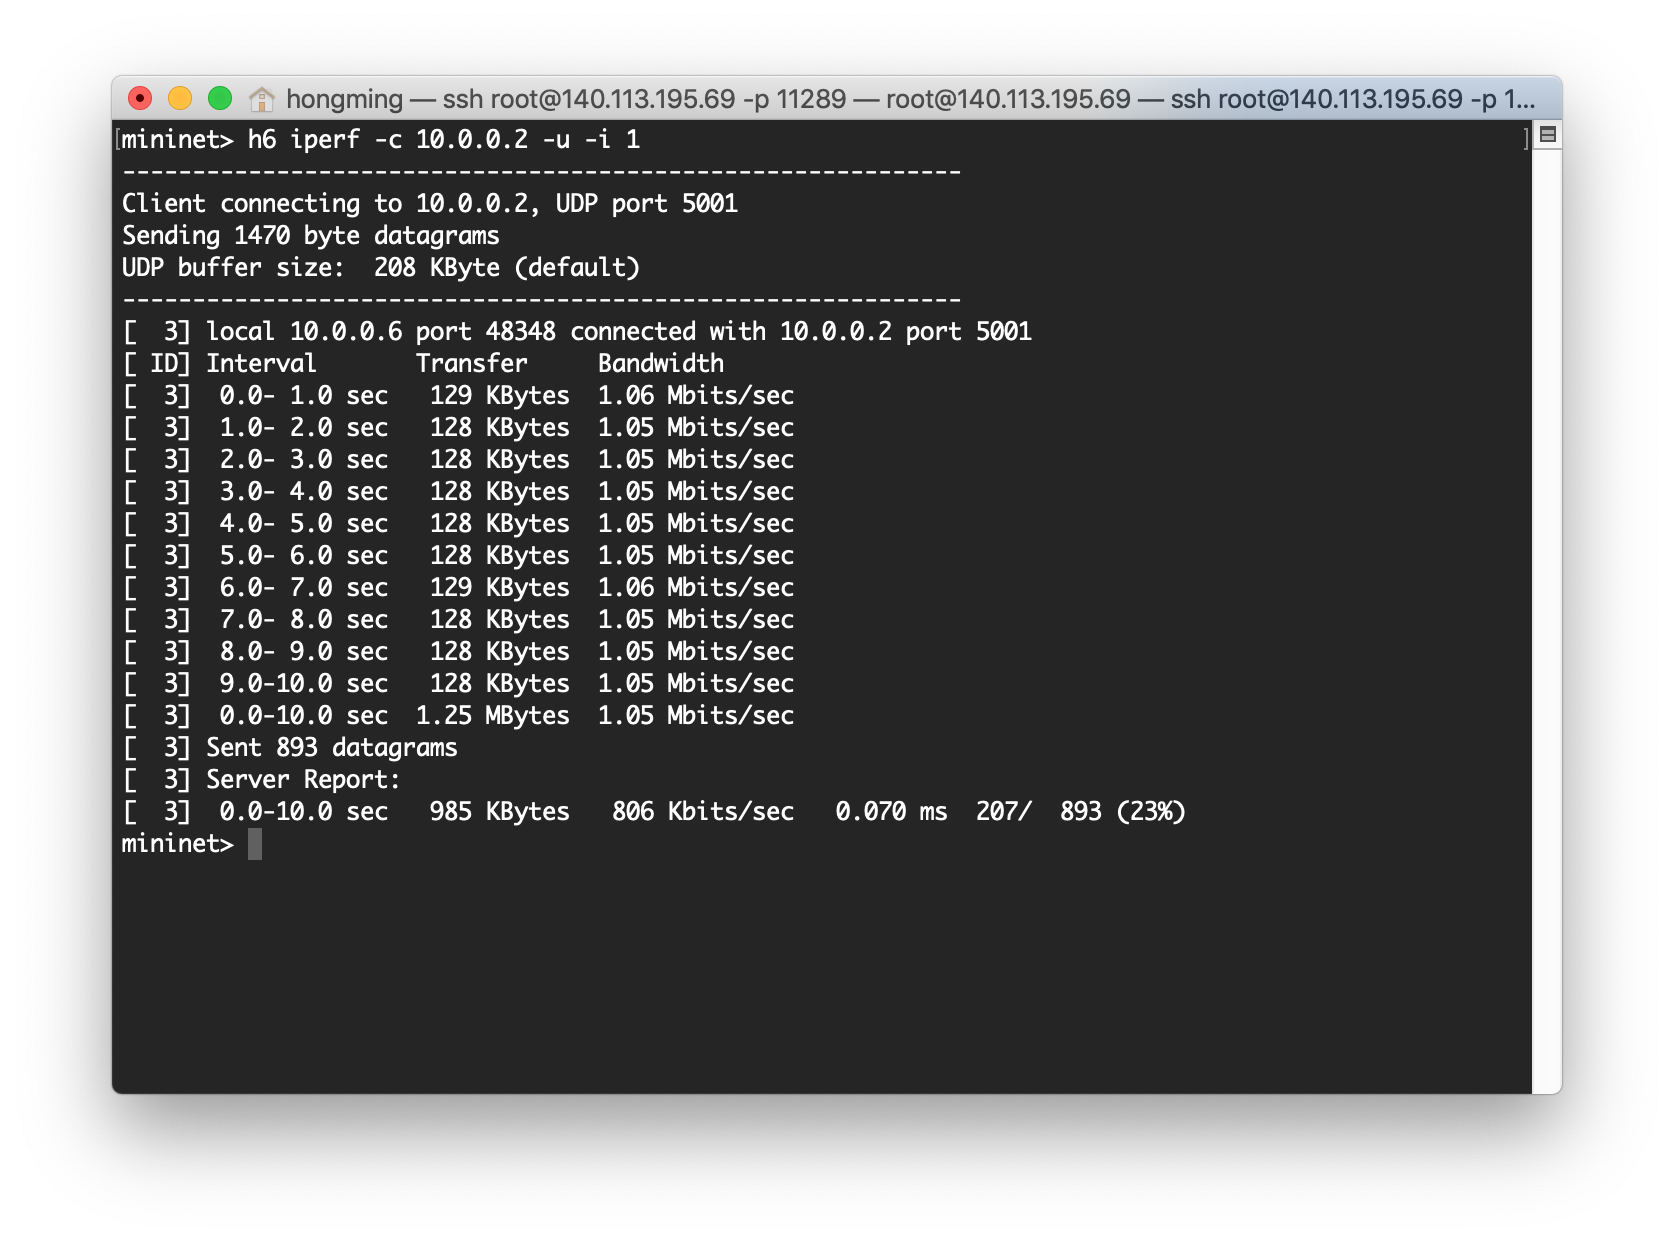 hongming — ssh root@140.113.195.69 -p 11289 — root@140.113.195.69 — ssh root@140.113.195.69 -p 1...
[mininet> h6 iperf -c 10.0.0.2 -u -i 1 ]
------------------------------------------------------------
Client connecting to 10.0.0.2, UDP port 5001
Sending 1470 byte datagrams
UDP buffer size:  208 KByte (default)
------------------------------------------------------------
[  3] local 10.0.0.6 port 48348 connected with 10.0.0.2 port 5001
[ ID] Interval       Transfer     Bandwidth
[  3]  0.0- 1.0 sec   129 KBytes  1.06 Mbits/sec
[  3]  1.0- 2.0 sec   128 KBytes  1.05 Mbits/sec
[  3]  2.0- 3.0 sec   128 KBytes  1.05 Mbits/sec
[  3]  3.0- 4.0 sec   128 KBytes  1.05 Mbits/sec
[  3]  4.0- 5.0 sec   128 KBytes  1.05 Mbits/sec
[  3]  5.0- 6.0 sec   128 KBytes  1.05 Mbits/sec
[  3]  6.0- 7.0 sec   129 KBytes  1.06 Mbits/sec
[  3]  7.0- 8.0 sec   128 KBytes  1.05 Mbits/sec
[  3]  8.0- 9.0 sec   128 KBytes  1.05 Mbits/sec
[  3]  9.0-10.0 sec   128 KBytes  1.05 Mbits/sec
[  3]  0.0-10.0 sec  1.25 MBytes  1.05 Mbits/sec
[  3] Sent 893 datagrams
[  3] Server Report:
[  3]  0.0-10.0 sec   985 KBytes   806 Kbits/sec   0.070 ms  207/  893 (23%)
mininet>